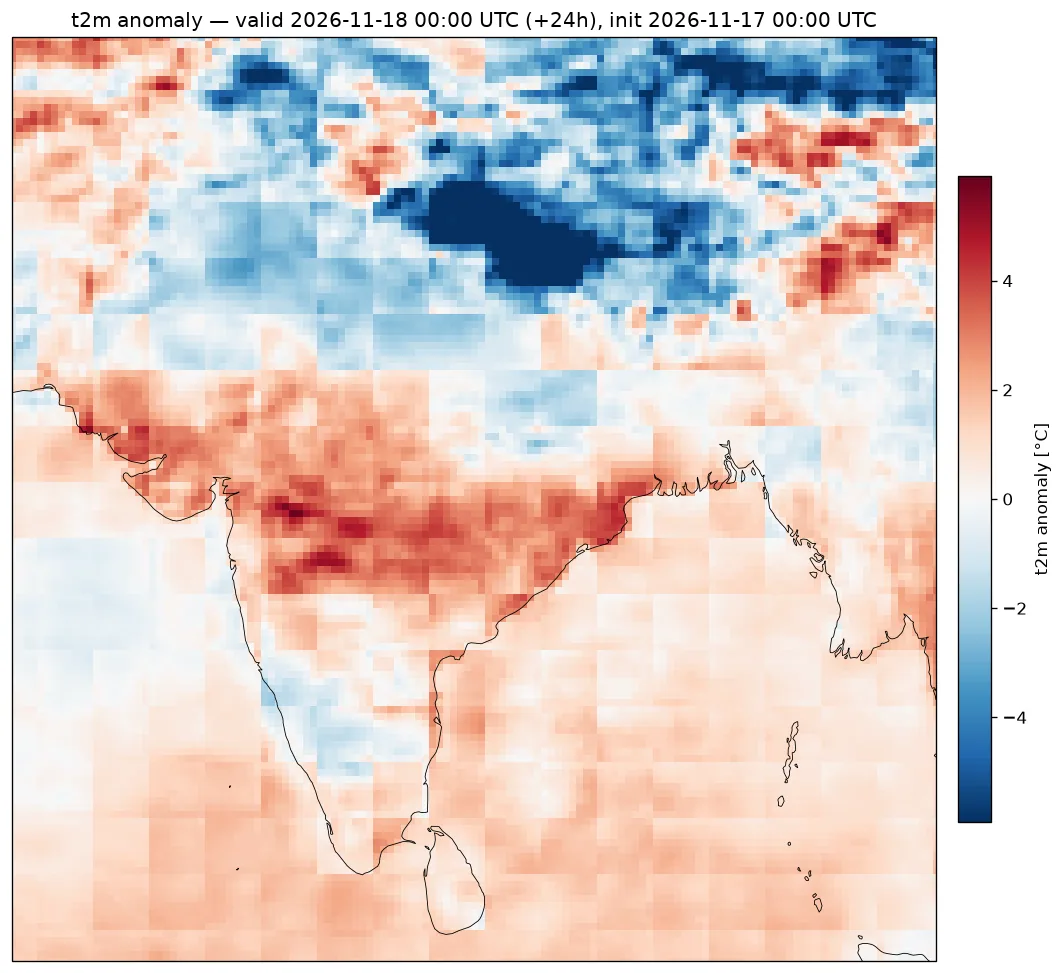 t2m anomaly — valid 2026-11-18 00:00 UTC (+24h), init 2026-11-17 00:00 UTC
4
2
0
−2
−4
t2m anomaly [°C]